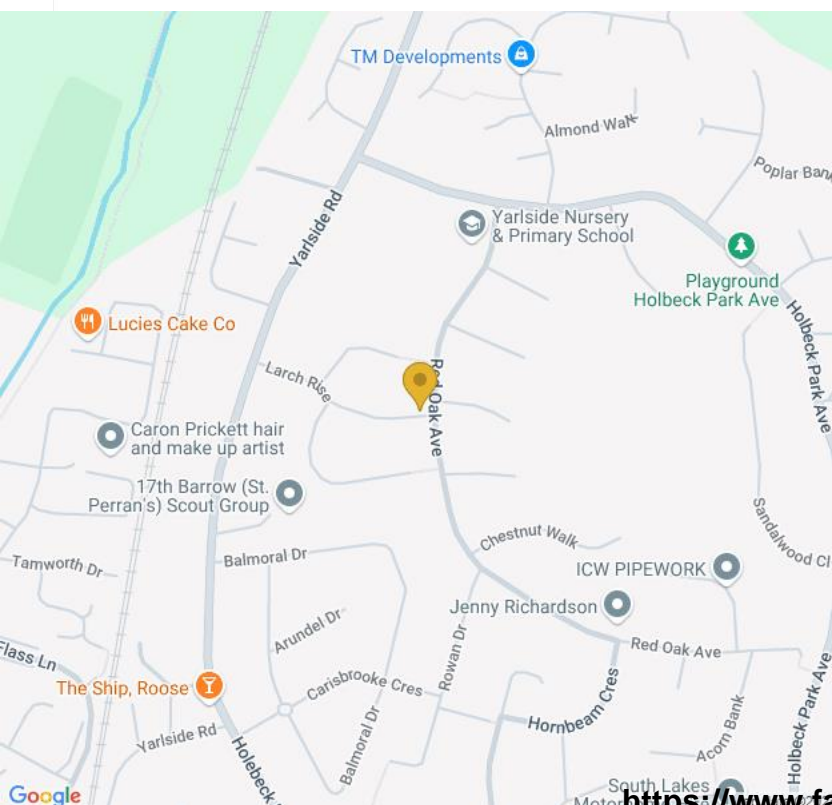 TM Developments
Almond Walk
Poplar Bank
Yarlside Rd
Yarlside Nursery
& Primary School
Playground
Holbeck Park Ave
Holbeck Park Ave
Lucies Cake Co
Larch Rise
Red Oak Ave
Caron Prickett hair
and make up artist
17th Barrow (St.
Perran's) Scout Group
Chestnut Walk
Sandalwood Cl
Tamworth Dr
Balmoral Dr
ICW PIPEWORK
Jenny Richardson
Arundel Dr
Rowan Dr
Red Oak Ave
Flass Ln
The Ship, Roose
Carisbrooke Cres
Hornbeam Cres
Holbeck Park Ave
Yarlside Rd
Balmoral Dr
Acorn Bank
Holebeck
South Lakes
Motor
Google
https://www.fa